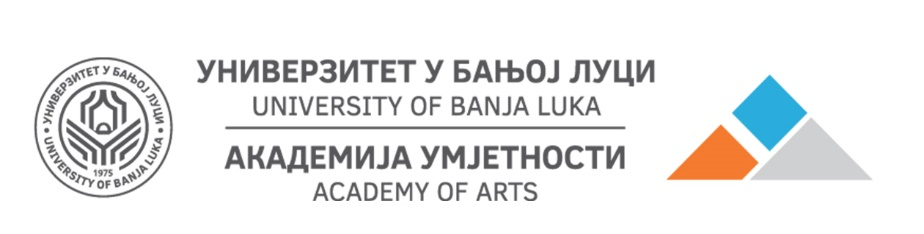 УНИВЕРЗИТЕТ У БАЊОЈ ЛУЦИ
UNIVERSITY OF BANJA LUKA
1975
УНИВЕРЗИТЕТ У БАЊОЈ ЛУЦИ
UNIVERSITY OF BANJA LUKA
АКАДЕМИЈА УМЈЕТНОСТИ
ACADEMY OF ARTS